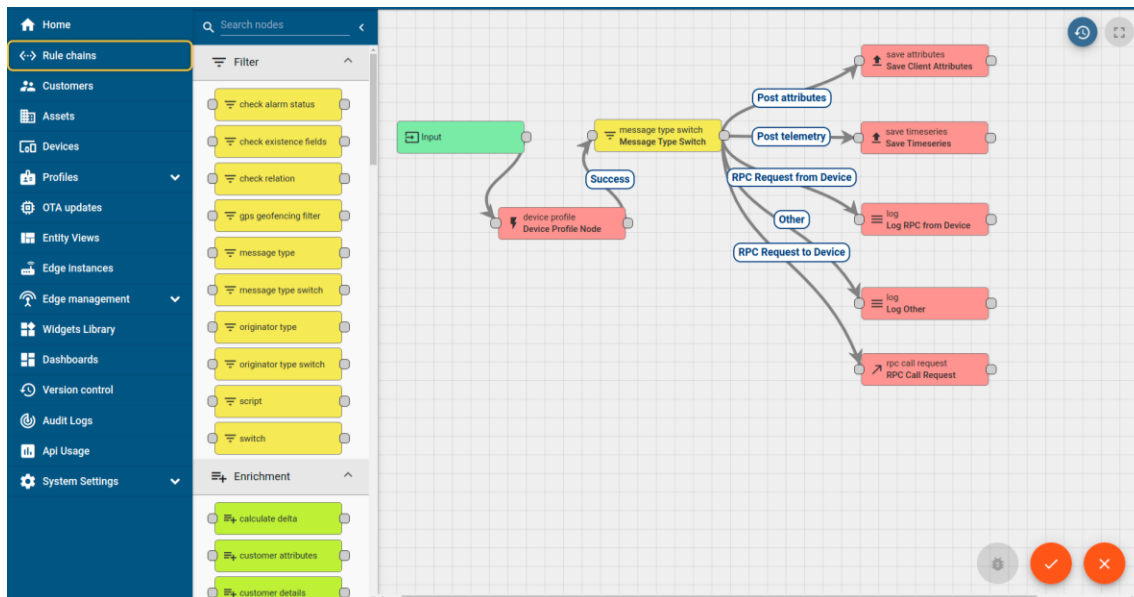 Home
Rule chains
Customers
Assets
Devices
Profiles
OTA updates
Entity Views
Edge instances
Edge management
Widgets Library
Dashboards
Version control
Audit Logs
Api Usage
System Settings
Search nodes
Filter
check alarm status
check existence fields
check relation
gps geofencing filter
message type
message type switch
originator type
originator type switch
script
switch
Enrichment
calculate delta
customer attributes
customer details
Input
device profile
Device Profile Node
Success
message type switch
Message Type Switch
Post attributes
Post telemetry
RPC Request from Device
Other
RPC Request to Device
save attributes
Save Client Attributes
save timeseries
Save Timeseries
log
Log RPC from Device
log
Log Other
rpc call request
RPC Call Request